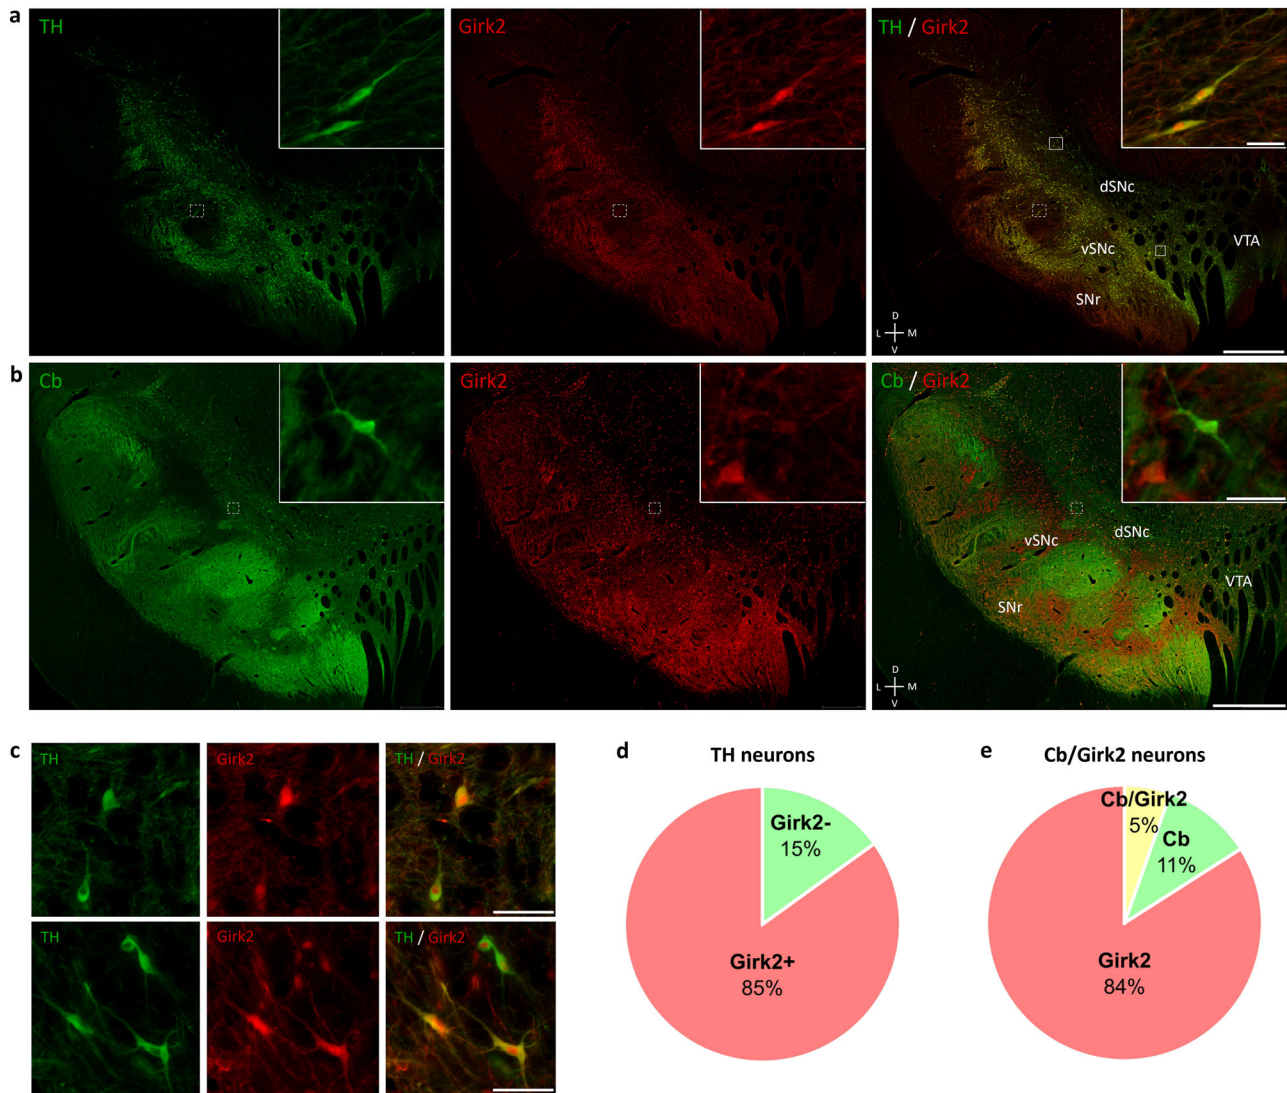 a
TH
Girk2
TH / Girk2
dSNc
vSNc
VTA
SNr
D
L M
V
b
Cb
Girk2
Cb / Girk2
vSNc
dSNc
VTA
SNr
D
L M
V
c
TH
Girk2
TH / Girk2
TH
Girk2
TH / Girk2
d
TH neurons
Girk2-
15%
Girk2+
85%
e
Cb/Girk2 neurons
Cb/Girk2
5%
Cb
11%
Girk2
84%